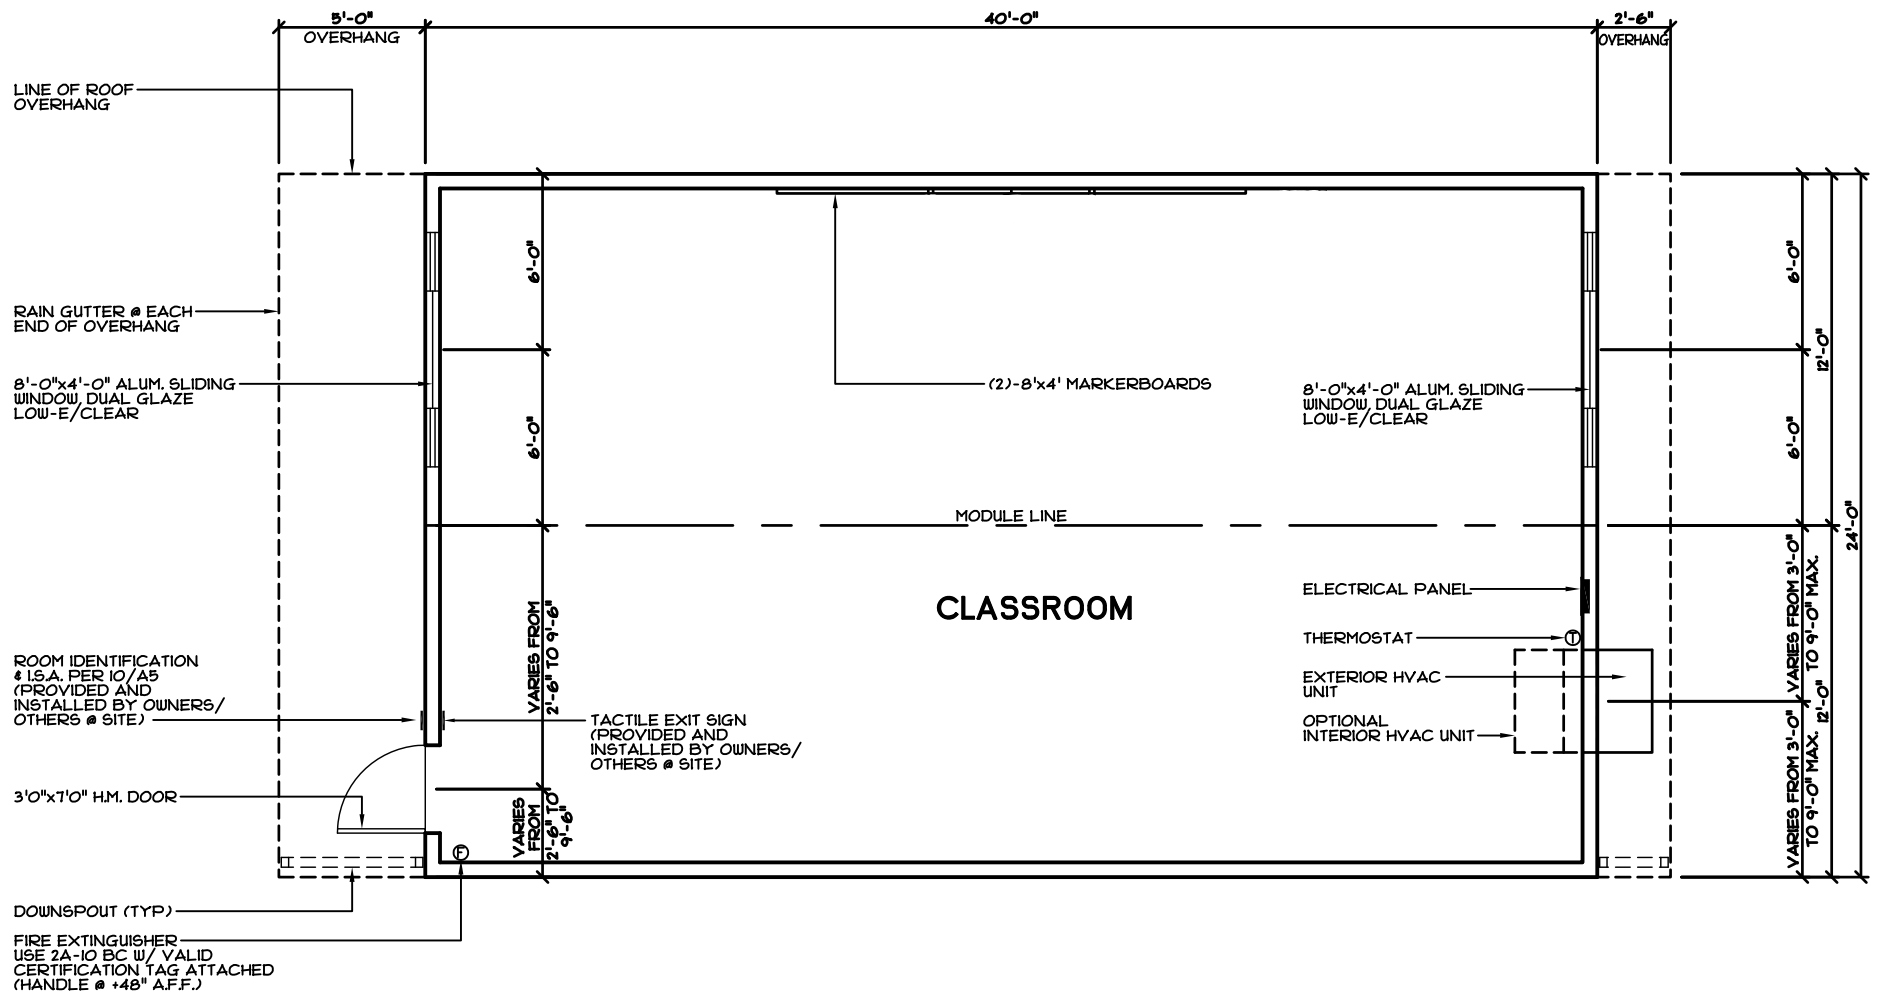 5'-0"
OVERHANG
40'-0"
2'-6"
OVERHANG
LINE OF ROOF
OVERHANG
RAIN GUTTER @ EACH
END OF OVERHANG
8'-0"x4'-0" ALUM. SLIDING
WINDOW, DUAL GLAZE
LOW-E/CLEAR
6'-0"
6'-0"
(2)-8'x4' MARKERBOARDS
8'-0"x4'-0" ALUM. SLIDING
WINDOW, DUAL GLAZE
LOW-E/CLEAR
6'-0"
6'-0"
12'-0"
24'-0"
MODULE LINE
CLASSROOM
ELECTRICAL PANEL
THERMOSTAT
T
EXTERIOR HVAC
UNIT
OPTIONAL
INTERIOR HVAC UNIT
VARIES FROM 3'-0"
TO 9'-0" MAX.
VARIES FROM 3'-0"
TO 9'-0" MAX.
12'-0"
VARIES FROM
2'-6" TO 9'-6"
ROOM IDENTIFICATION
& I.S.A. PER 10/A5
(PROVIDED AND
INSTALLED BY OWNERS/
OTHERS @ SITE)
TACTILE EXIT SIGN
(PROVIDED AND
INSTALLED BY OWNERS/
OTHERS @ SITE)
3'0"x7'0" H.M. DOOR
VARIES
FROM
2'-6" TO
9'-6"
F
DOWNSPOUT (TYP)
FIRE EXTINGUISHER
USE 2A-10 BC W/ VALID
CERTIFICATION TAG ATTACHED
(HANDLE @ +48" A.F.F.)